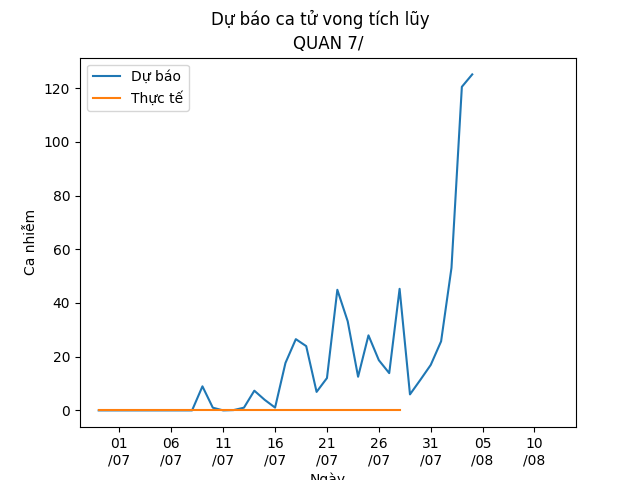 Dự báo ca tử vong tích lũy
QUAN 7/
Dự báo
Thực tế
Ca nhiễm
120
100
80
60
40
20
0
01 06 11 16 21 26 31 05 10
/07 /07 /07 /07 /07 /07 /07 /08 /08
Ngày